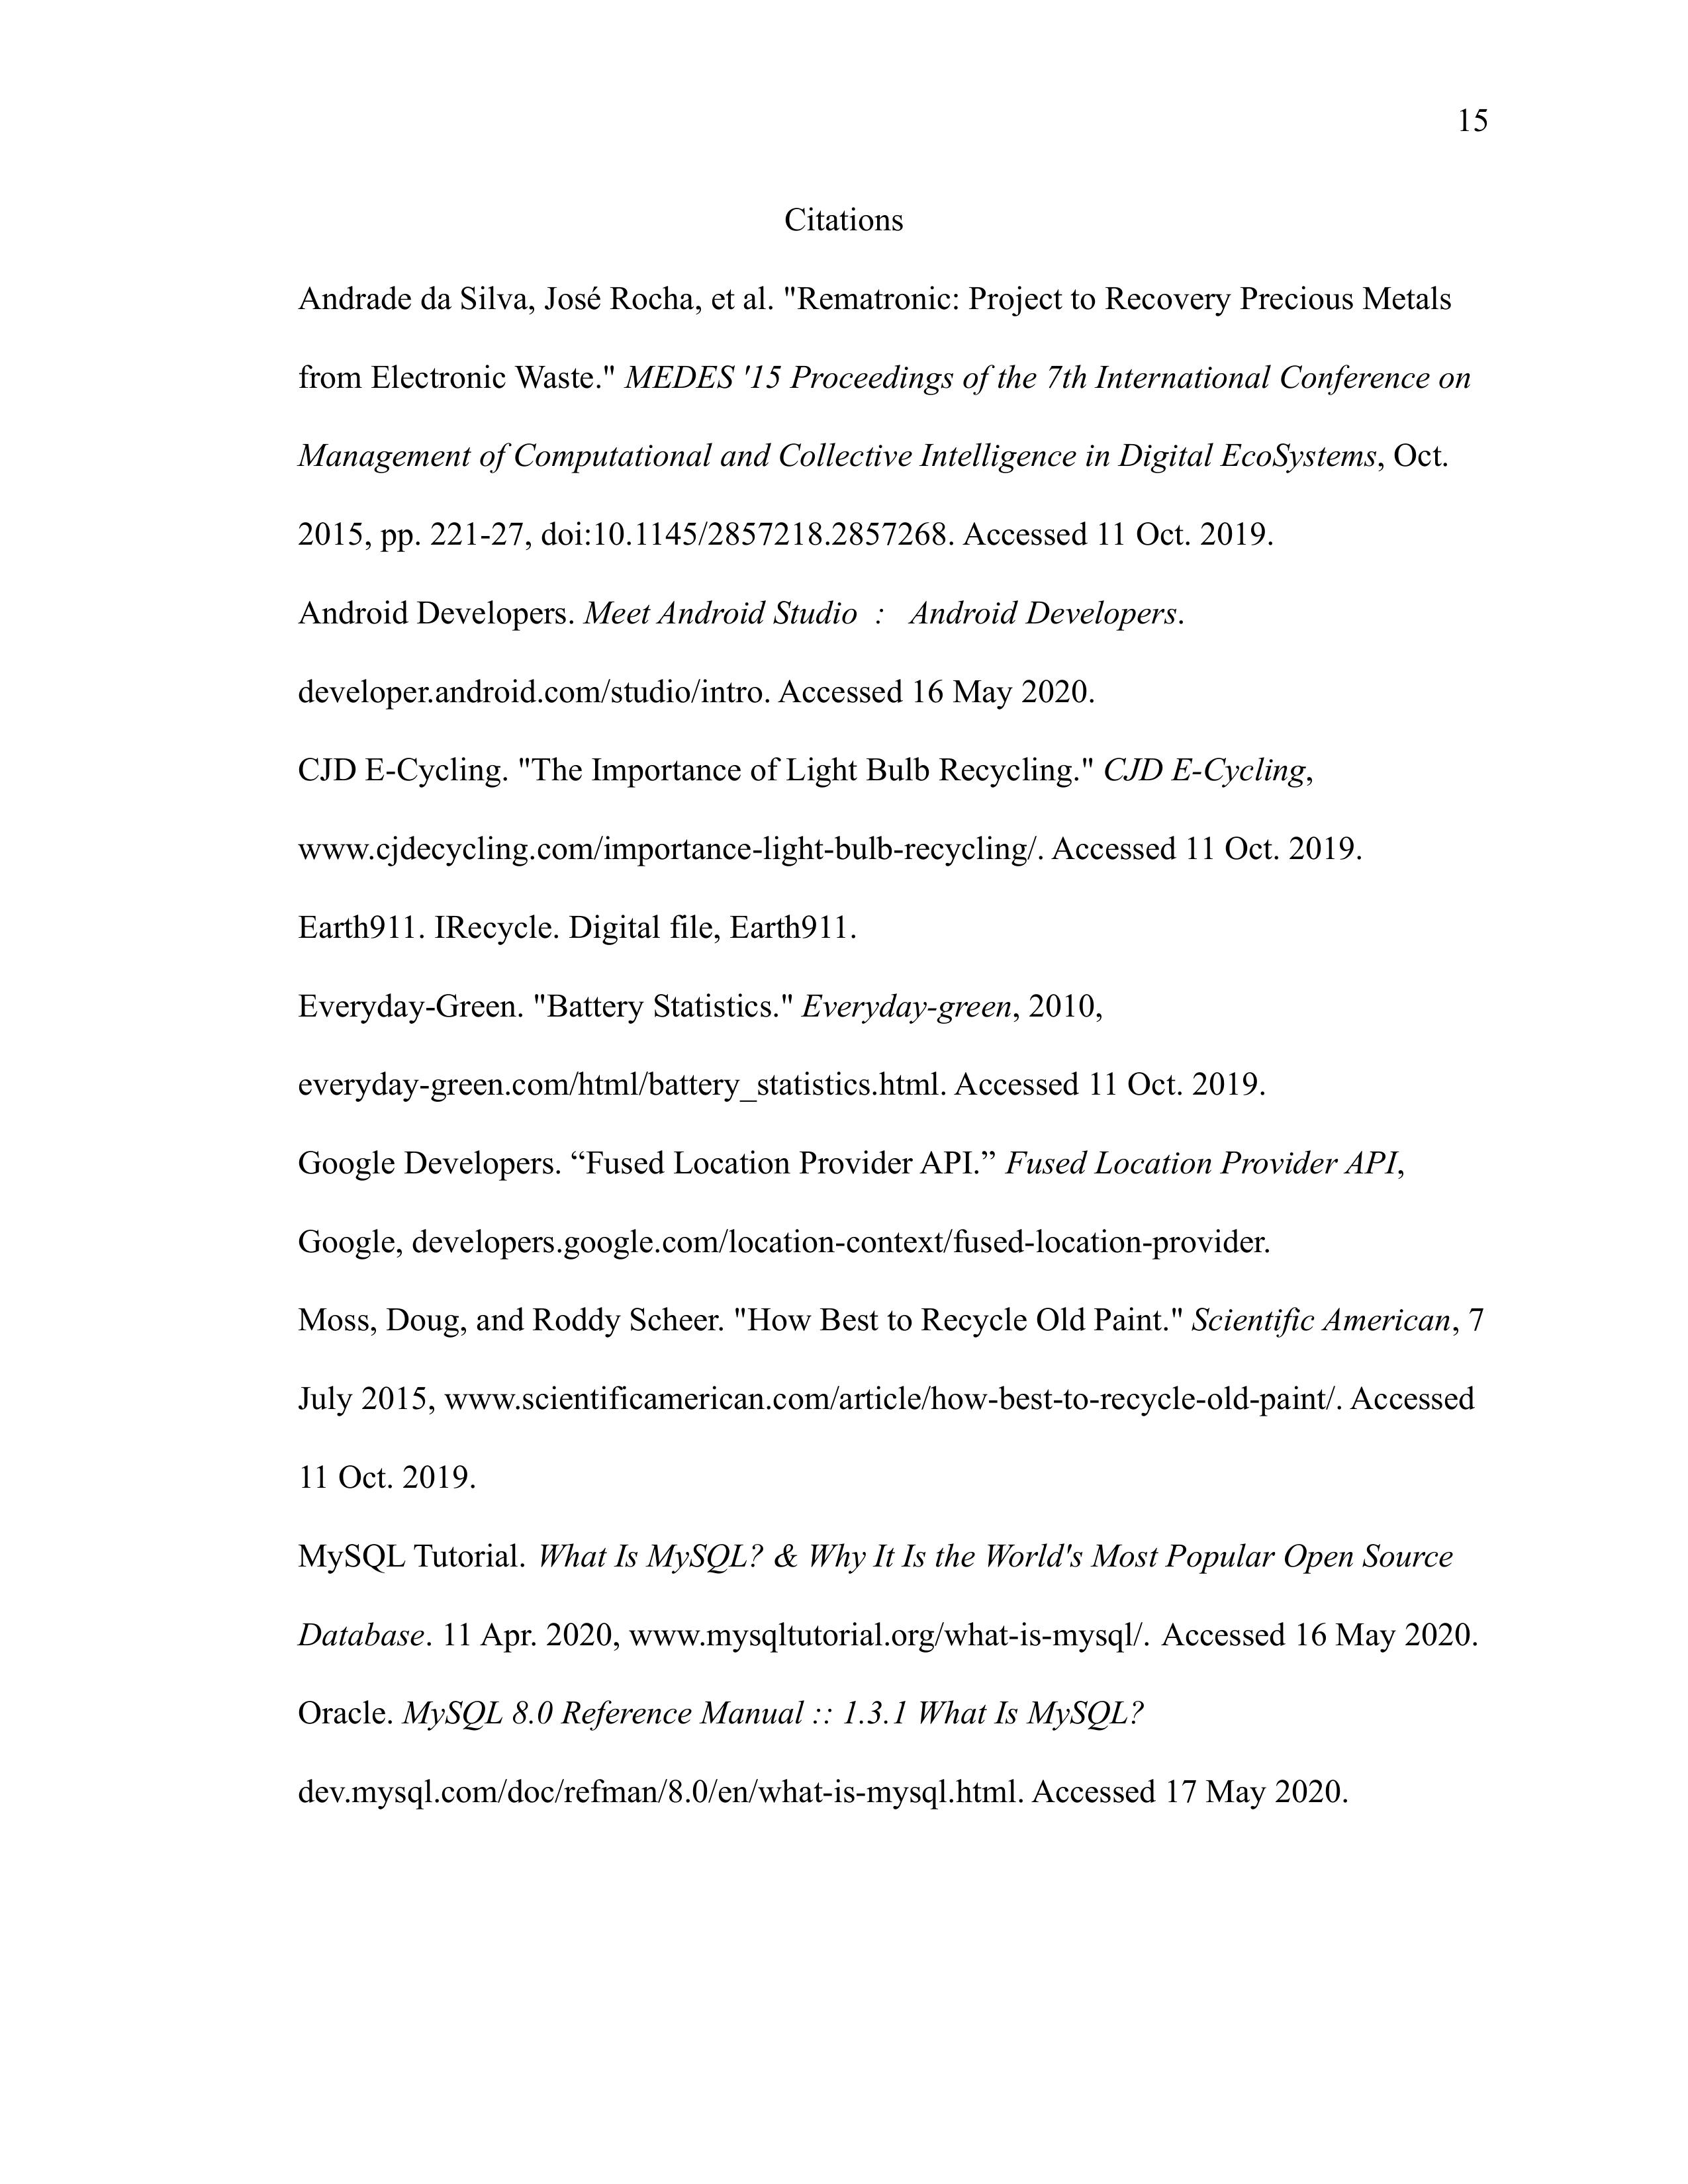 15
Citations
Andrade da Silva, José Rocha, et al. "Rematronic: Project to Recovery Precious Metals
from Electronic Waste." MEDES '15 Proceedings of the 7th International Conference on
Management of Computational and Collective Intelligence in Digital EcoSystems, Oct.
2015, pp. 221-27, doi:10.1145/2857218.2857268. Accessed 11 Oct. 2019.
Android Developers. Meet Android Studio  :   Android Developers.
developer.android.com/studio/intro. Accessed 16 May 2020.
CJD E-Cycling. "The Importance of Light Bulb Recycling." CJD E-Cycling,
www.cjdecycling.com/importance-light-bulb-recycling/. Accessed 11 Oct. 2019.
Earth911. IRecycle. Digital file, Earth911.
Everyday-Green. "Battery Statistics." Everyday-green, 2010,
everyday-green.com/html/battery_statistics.html. Accessed 11 Oct. 2019.
Google Developers. “Fused Location Provider API.” Fused Location Provider API,
Google, developers.google.com/location-context/fused-location-provider.
Moss, Doug, and Roddy Scheer. "How Best to Recycle Old Paint." Scientific American, 7
July 2015, www.scientificamerican.com/article/how-best-to-recycle-old-paint/. Accessed
11 Oct. 2019.
MySQL Tutorial. What Is MySQL? & Why It Is the World's Most Popular Open Source
Database. 11 Apr. 2020, www.mysqltutorial.org/what-is-mysql/. Accessed 16 May 2020.
Oracle. MySQL 8.0 Reference Manual :: 1.3.1 What Is MySQL?
dev.mysql.com/doc/refman/8.0/en/what-is-mysql.html. Accessed 17 May 2020.